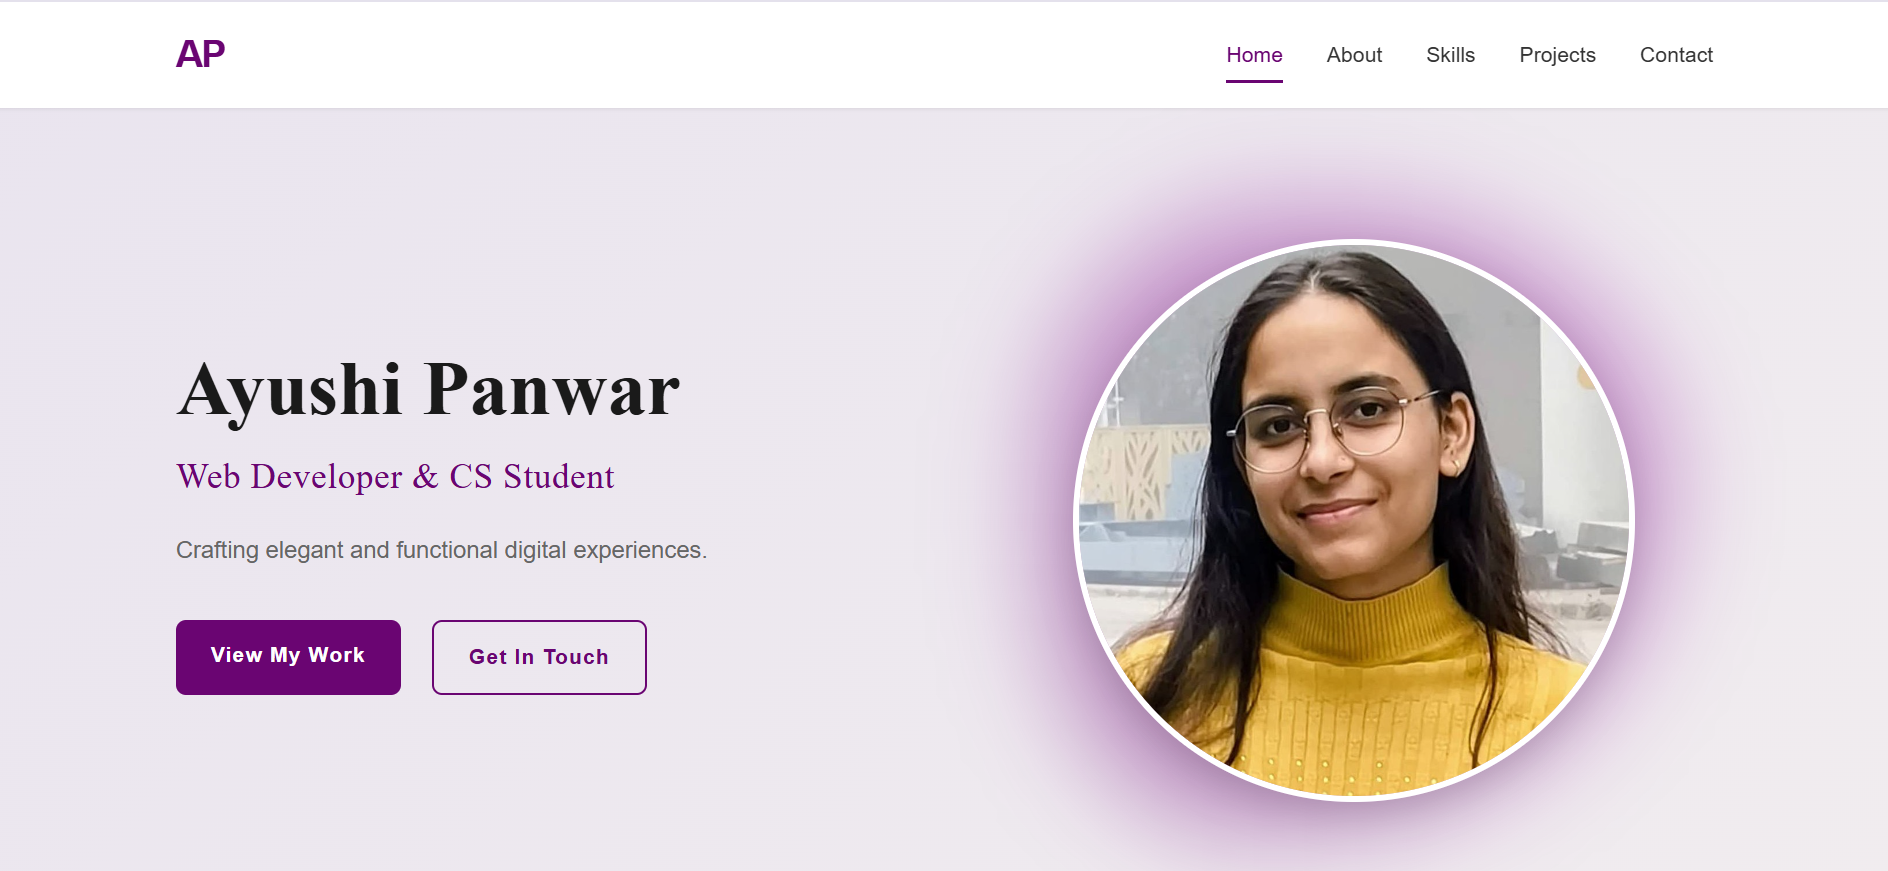 AP
Home About Skills Projects Contact
Ayushi Panwar
Web Developer & CS Student
Crafting elegant and functional digital experiences.
View My Work Get In Touch